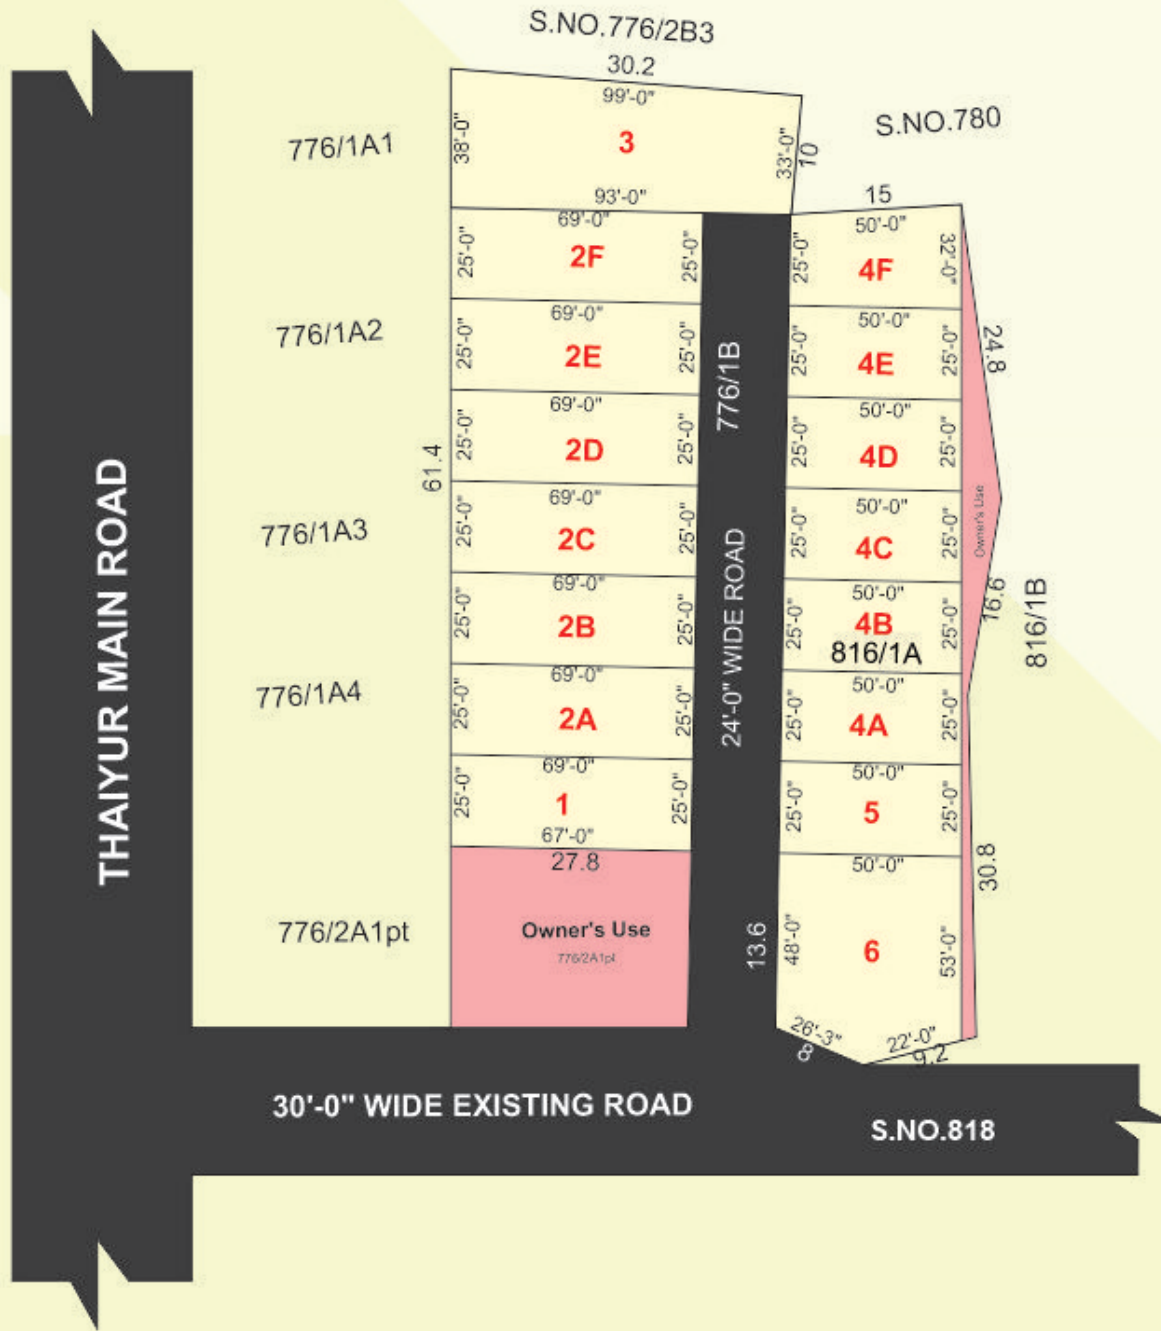 S.NO.776/2B3
30.2
99'-0"
38'-0"
3
33'-0"
10
93'-0"
S.NO.780
776/1A1
15
69'-0"
25'-0"
2F
25'-0"
50'-0"
25'-0"
4F
32'-0"
776/1A2
69'-0"
25'-0"
2E
25'-0"
776/1B
50'-0"
25'-0"
4E
25'-0"
24.8
69'-0"
25'-0"
2D
25'-0"
50'-0"
25'-0"
4D
25'-0"
61.4
THAIYUR MAIN ROAD
776/1A3
69'-0"
25'-0"
2C
25'-0"
24'-0" WIDE ROAD
50'-0"
25'-0"
4C
25'-0"
Owner's Use
69'-0"
25'-0"
2B
25'-0"
50'-0"
25'-0"
4B
25'-0"
816/1A
16.6
816/1B
776/1A4
69'-0"
25'-0"
2A
25'-0"
50'-0"
25'-0"
4A
25'-0"
69'-0"
25'-0"
1
25'-0"
67'-0"
50'-0"
25'-0"
5
25'-0"
30.8
27.8
776/2A1pt
Owner's Use
776/2A1pt
13.6
50'-0"
48'-0"
6
53'-0"
26'-3"
8
22'-0"
9.2
30'-0" WIDE EXISTING ROAD
S.NO.818